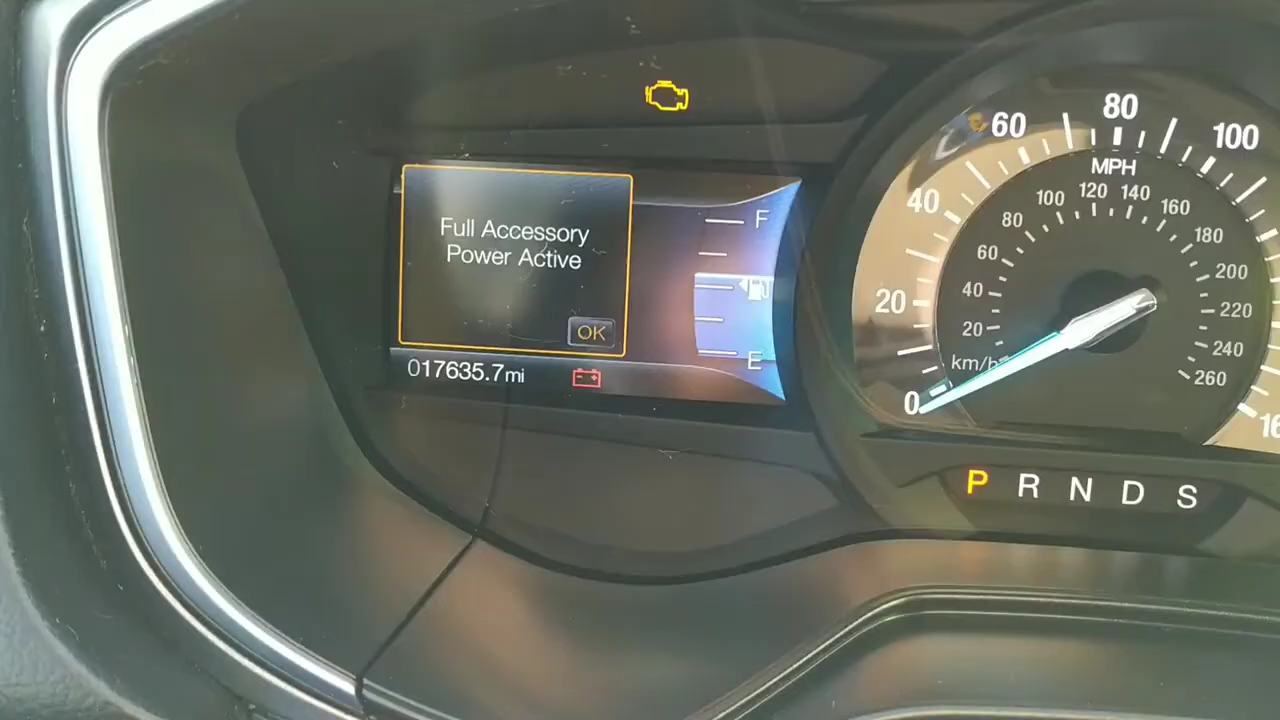 Full Accessory
Power Active
OK
017635.7mi
F
E
0
20
40
60
80
100
MPH
20
40
60
80
100
120
140
160
180
200
220
240
260
km/h
P R N D S